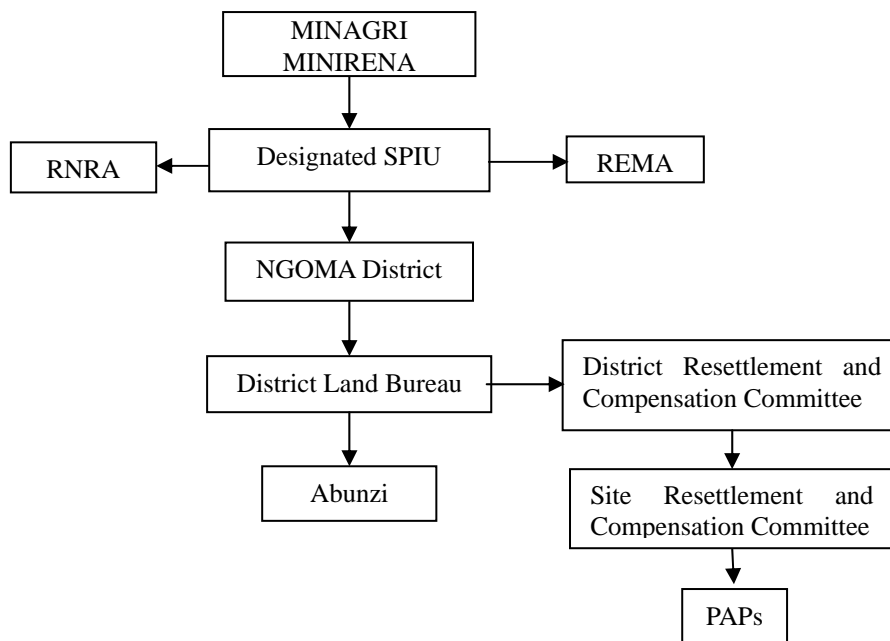 MINAGRI
MINIRENA
RNRA
Designated SPIU
REMA
NGOMA District
District Land Bureau
District Resettlement and
Compensation Committee
Abunzi
Site Resettlement and
Compensation Committee
PAPs